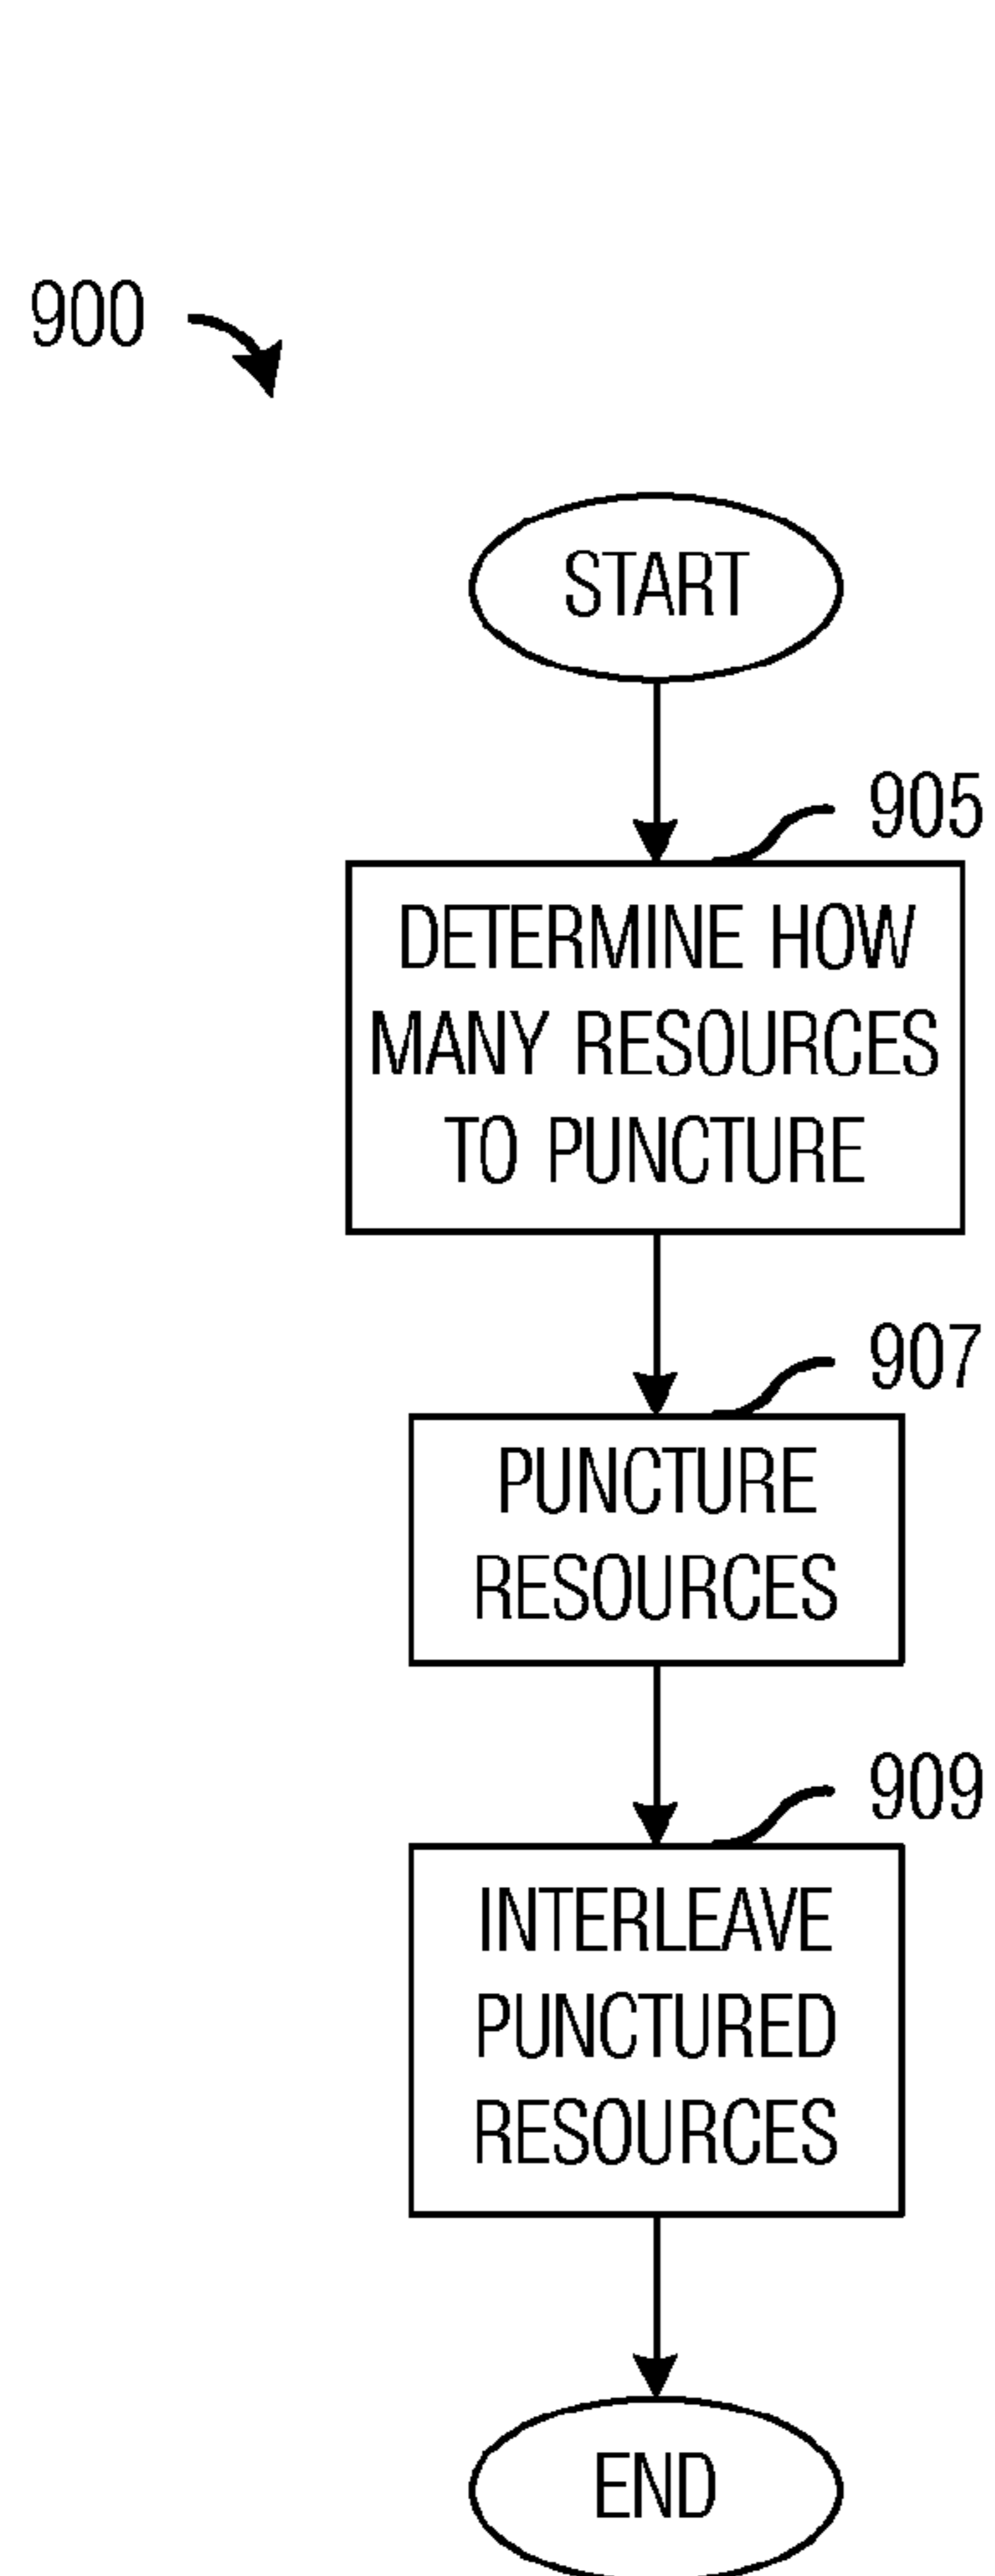 900
START
905
DETERMINE HOW
MANY RESOURCES
TO PUNCTURE
907
PUNCTURE
RESOURCES
909
INTERLEAVE
PUNCTURED
RESOURCES
END